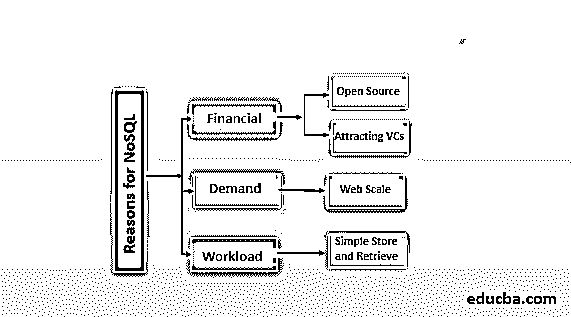 Reasons for NoSQL
Financial
Open Source
Attracting VCs
Demand
Web Scale
Workload
Simple Store
and Retrieve
educba.com